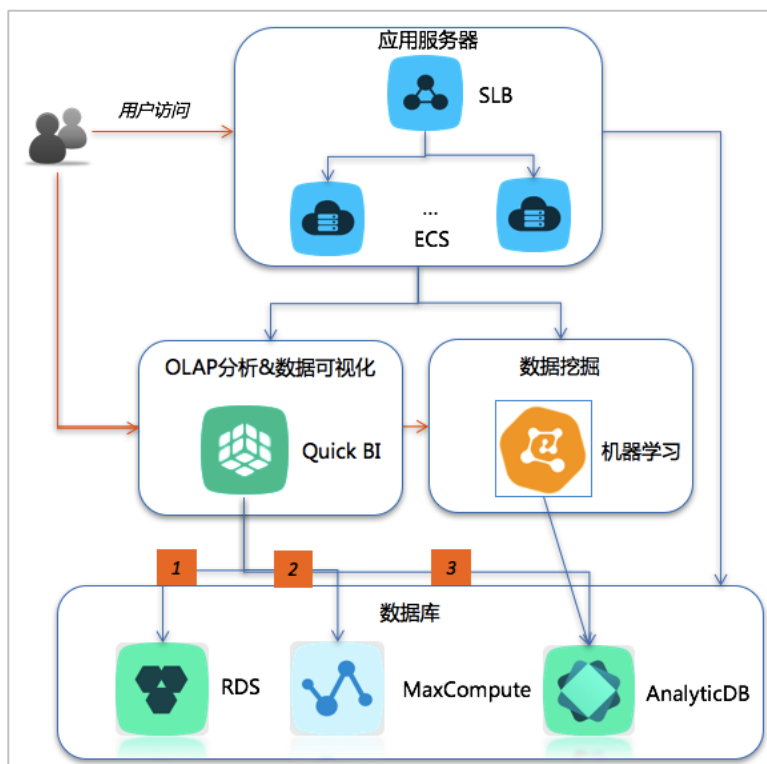 应用服务器
SLB
用户访问
...
ECS
OLAP分析&数据可视化
数据挖掘
Quick BI
机器学习
1
2
3
数据库
RDS
MaxCompute
AnalyticDB